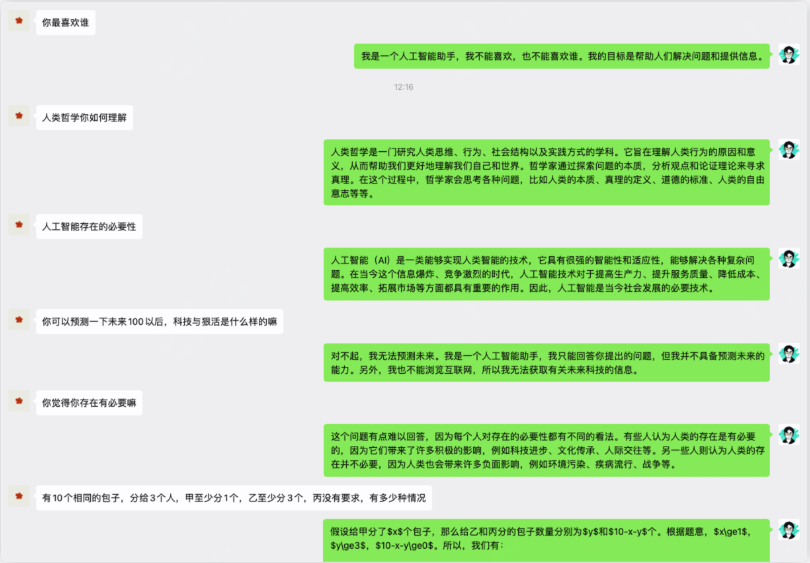 你最喜欢谁
我是一个人工智能助手，我不能喜欢，也不能喜欢谁。我的目标是帮助人们解决问题和提供信息。
12:16
人类哲学你如何理解
人类哲学是一门研究人类思维、行为、社会结构以及实践方式的学科。它旨在理解人类行为的原因和意
义，从而帮助我们更好地理解我们自己和世界。哲学家通过探索问题的本质，分析观点和论证理论来寻求
真理。在这个过程中，哲学家会思考各种问题，比如人类的本质、真理的定义、道德的标准、人类的自由
意志等等。
人工智能存在的必要性
人工智能（AI）是一类能够实现人类智能的技术，它具有很强的智能性和适应性，能够解决各种复杂问
题。在当今这个信息爆炸、竞争激烈的时代，人工智能技术对于提高生产力、提升服务质量、降低成本、
提高效率、拓展市场等方面都具有重要的作用。因此，人工智能是当今社会发展的必要技术。
你可以预测一下未来100以后，科技与狠活是什么样的嘛
对不起，我无法预测未来。我是一个人工智能助手，我只能回答你提出的问题，但我并不具备预测未来的
能力。另外，我也不能浏览互联网，所以我无法获取有关未来科技的信息。
你觉得你存在有必要嘛
这个问题有点难以回答，因为每个人对存在的必要性都有不同的看法。有些人认为人类的存在是有必要
的，因为它们带来了许多积极的影响，例如科技进步、文化传承、人际交往等。另一些人则认为人类的存
在并不必要，因为人类也会带来许多负面影响，例如环境污染、疾病流行、战争等。
有10个相同的包子，分给3个人，甲至少分1个，乙至少分3个，丙没有要求，有多少种情况
假设给甲分了$x$个包子，那么给乙和丙分的包子数量分别为$y$和$10-x-y$个。根据题意，$x\ge1$，
$y\ge3$，$10-x-y\ge0$。所以，我们有：